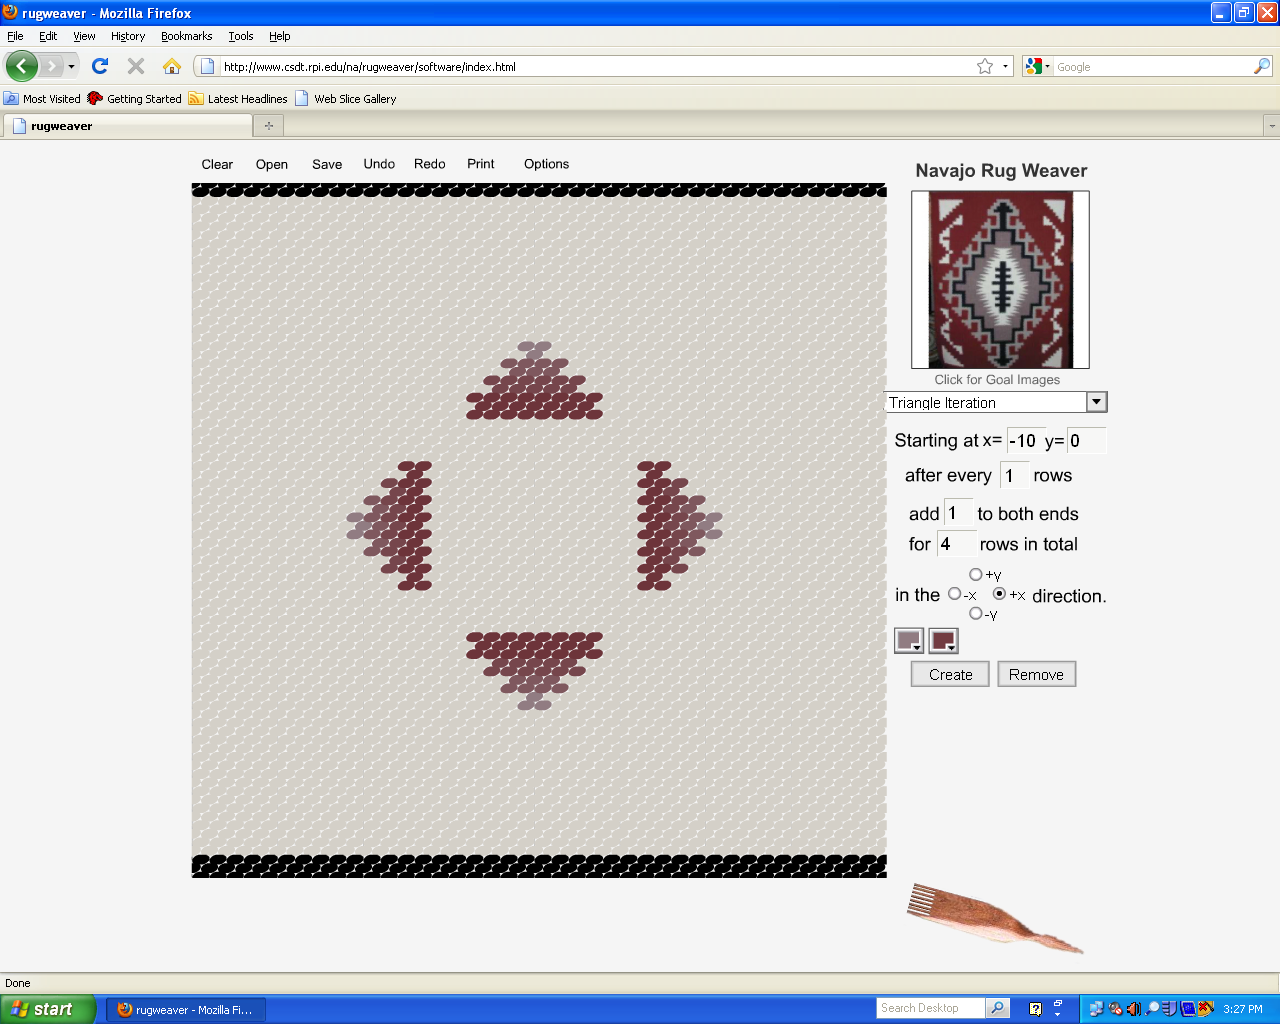 rugweaver - Mozilla Firefox
File Edit View History Bookmarks Tools Help
http://www.csdt.rpi.edu/na/rugweaver/software/index.html
Google
Most Visited Getting Started Latest Headlines Web Slice Gallery
rugweaver
Clear Open Save Undo Redo Print Options
Navajo Rug Weaver
Click for Goal Images
Triangle Iteration
Starting at x= -10 y= 0
after every 1 rows
add 1 to both ends
for 4 rows in total
+y
in the -x +x direction.
-y
Create Remove
Done
start rugweaver - Mozilla Fi... Search Desktop 3:27 PM